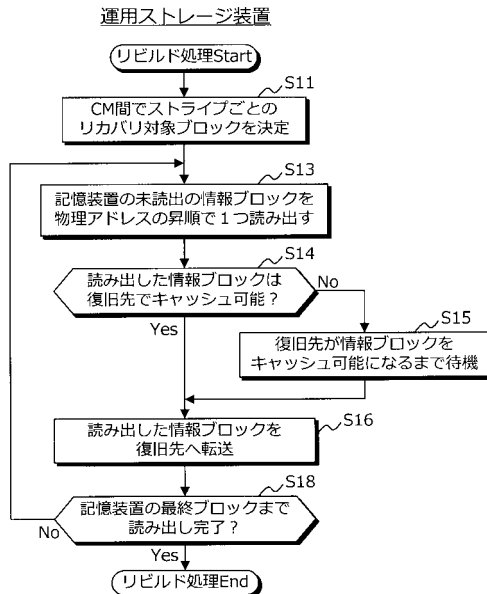 運用ストレージ装置
リビルド処理Start
S11
CM間でストライプごとの
リカバリ対象ブロックを決定
S13
記憶装置の未読出の情報ブロックを
物理アドレスの昇順で1つ読み出す
S14
読み出した情報ブロックは
復旧先でキャッシュ可能？
No
Yes
S15
復旧先が情報ブロックを
キャッシュ可能になるまで待機
S16
読み出した情報ブロックを
復旧先へ転送
S18
記憶装置の最終ブロックまで
読み出し完了？
No
Yes
リビルド処理End